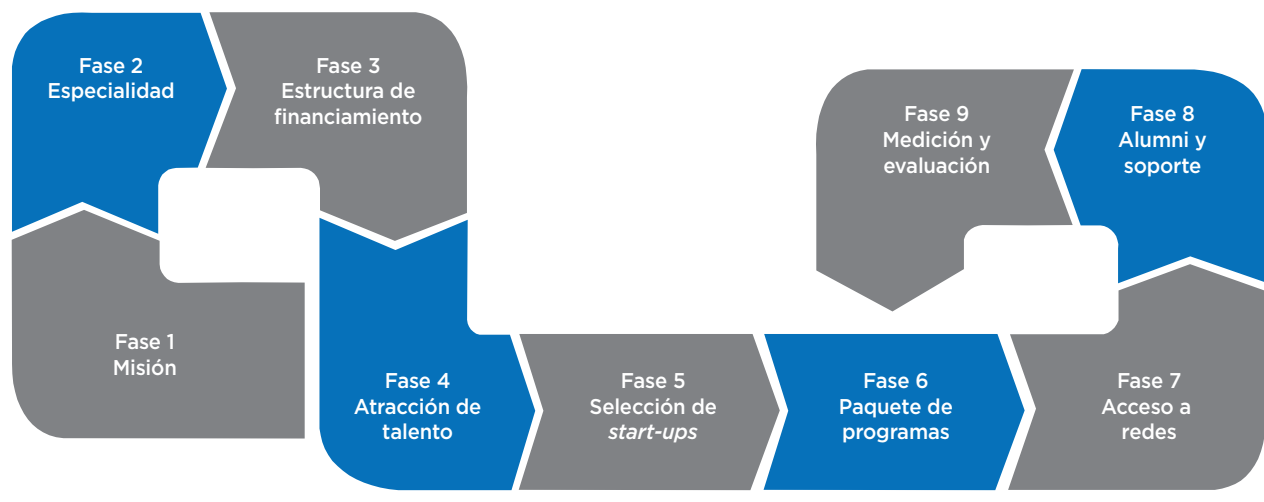 Fase 1
Misión
Fase 2
Especialidad
Fase 3
Estructura de
financiamiento
Fase 4
Atracción de
talento
Fase 5
Selección de
start-ups
Fase 6
Paquete de
programas
Fase 7
Acceso a
redes
Fase 8
Alumni y
soporte
Fase 9
Medición y
evaluación